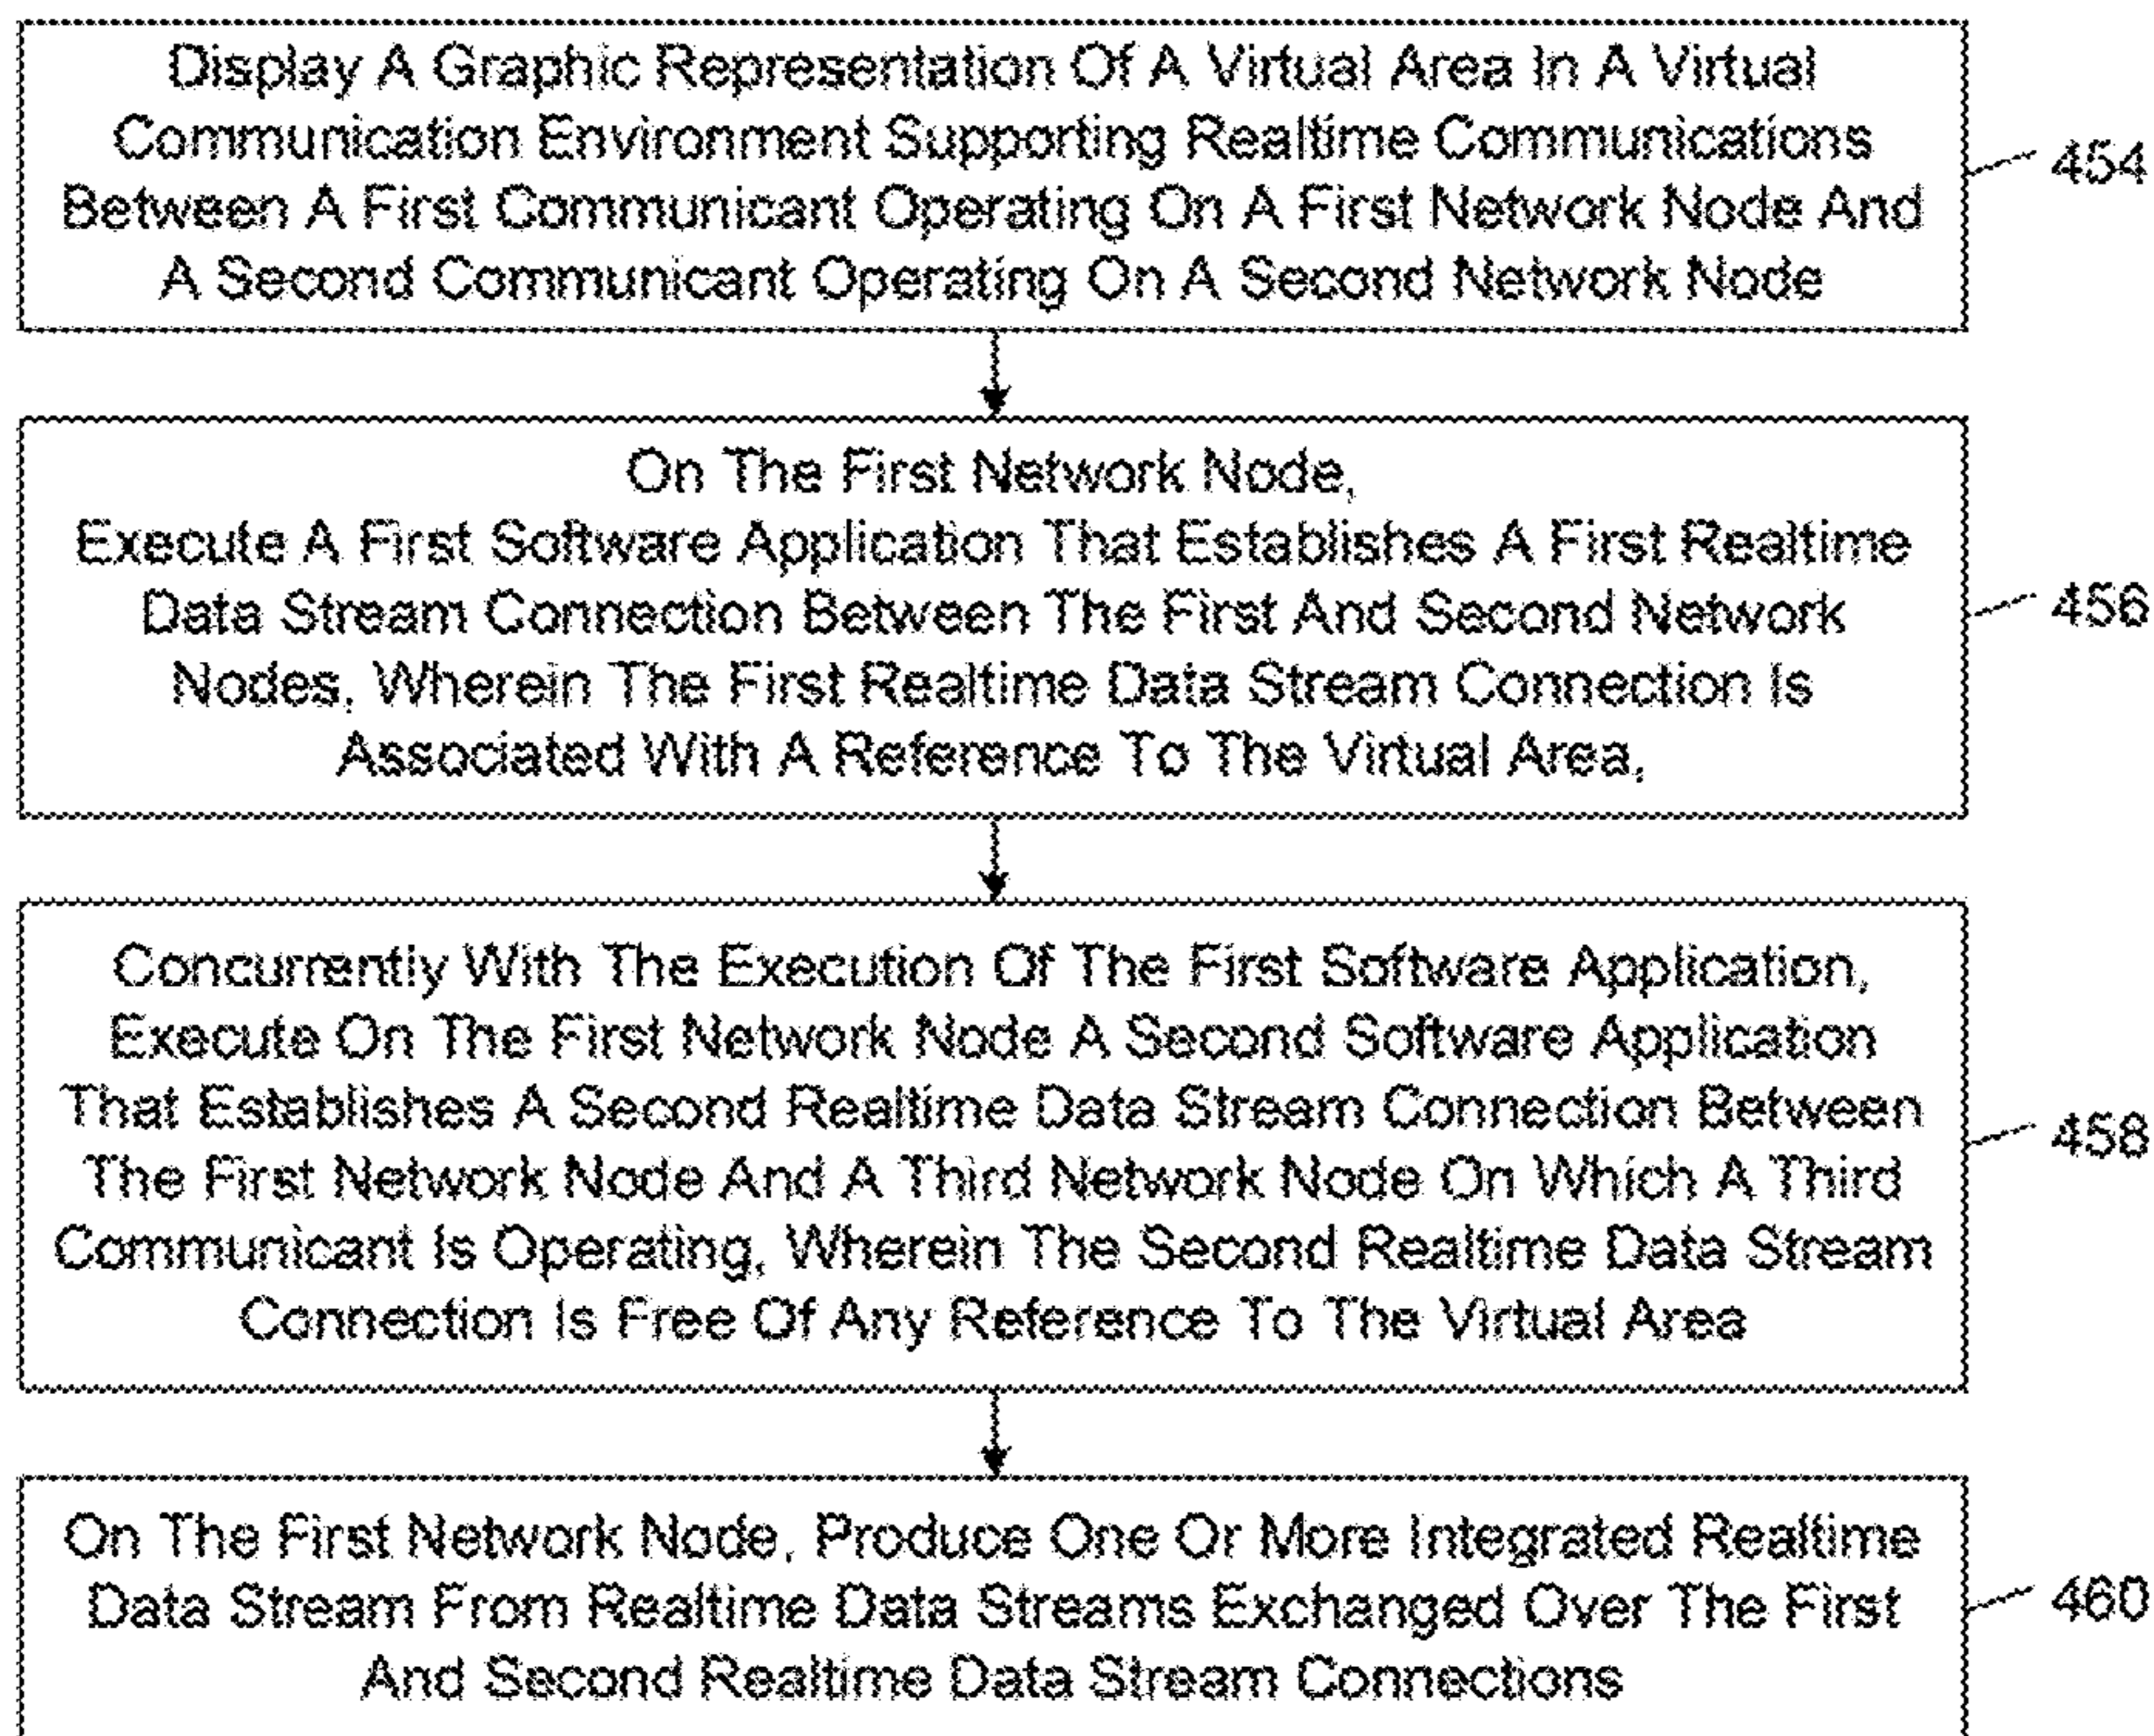 Display A Graphic Representation Of A Virtual Area In A Virtual
Communication Environment Supporting Realtime Communications
Between A First Communicant Operating On A First Network Node And
A Second Communicant Operating On A Second Network Node
454
On The First Network Node,
Execute A First Software Application That Establishes A First Realtime
Data Stream Connection Between The First And Second Network
Nodes, Wherein The First Realtime Data Stream Connection Is
Associated With A Reference To The Virtual Area,
456
Concurrently With The Execution Of The First Software Application,
Execute On The First Network Node A Second Software Application
That Establishes A Second Realtime Data Stream Connection Between
The First Network Node And A Third Network Node On Which A Third
Communicant Is Operating, Wherein The Second Realtime Data Stream
Connection Is Free Of Any Reference To The Virtual Area
458
On The First Network Node, Produce One Or More Integrated Realtime
Data Stream From Realtime Data Streams Exchanged Over The First
And Second Realtime Data Stream Connections
460